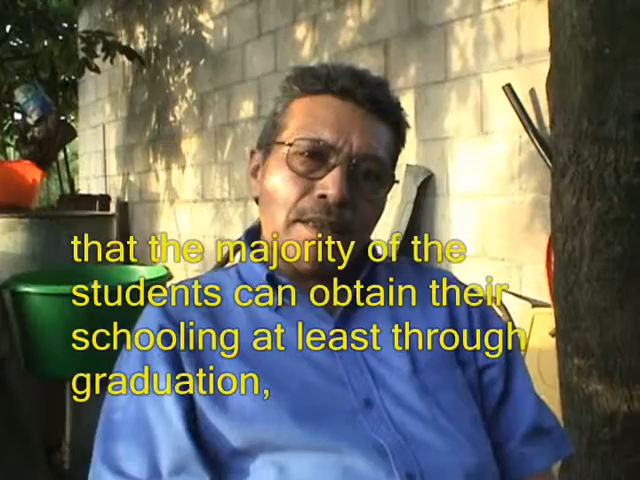 that the majority of the
students can obtain their
schooling at least through
graduation,